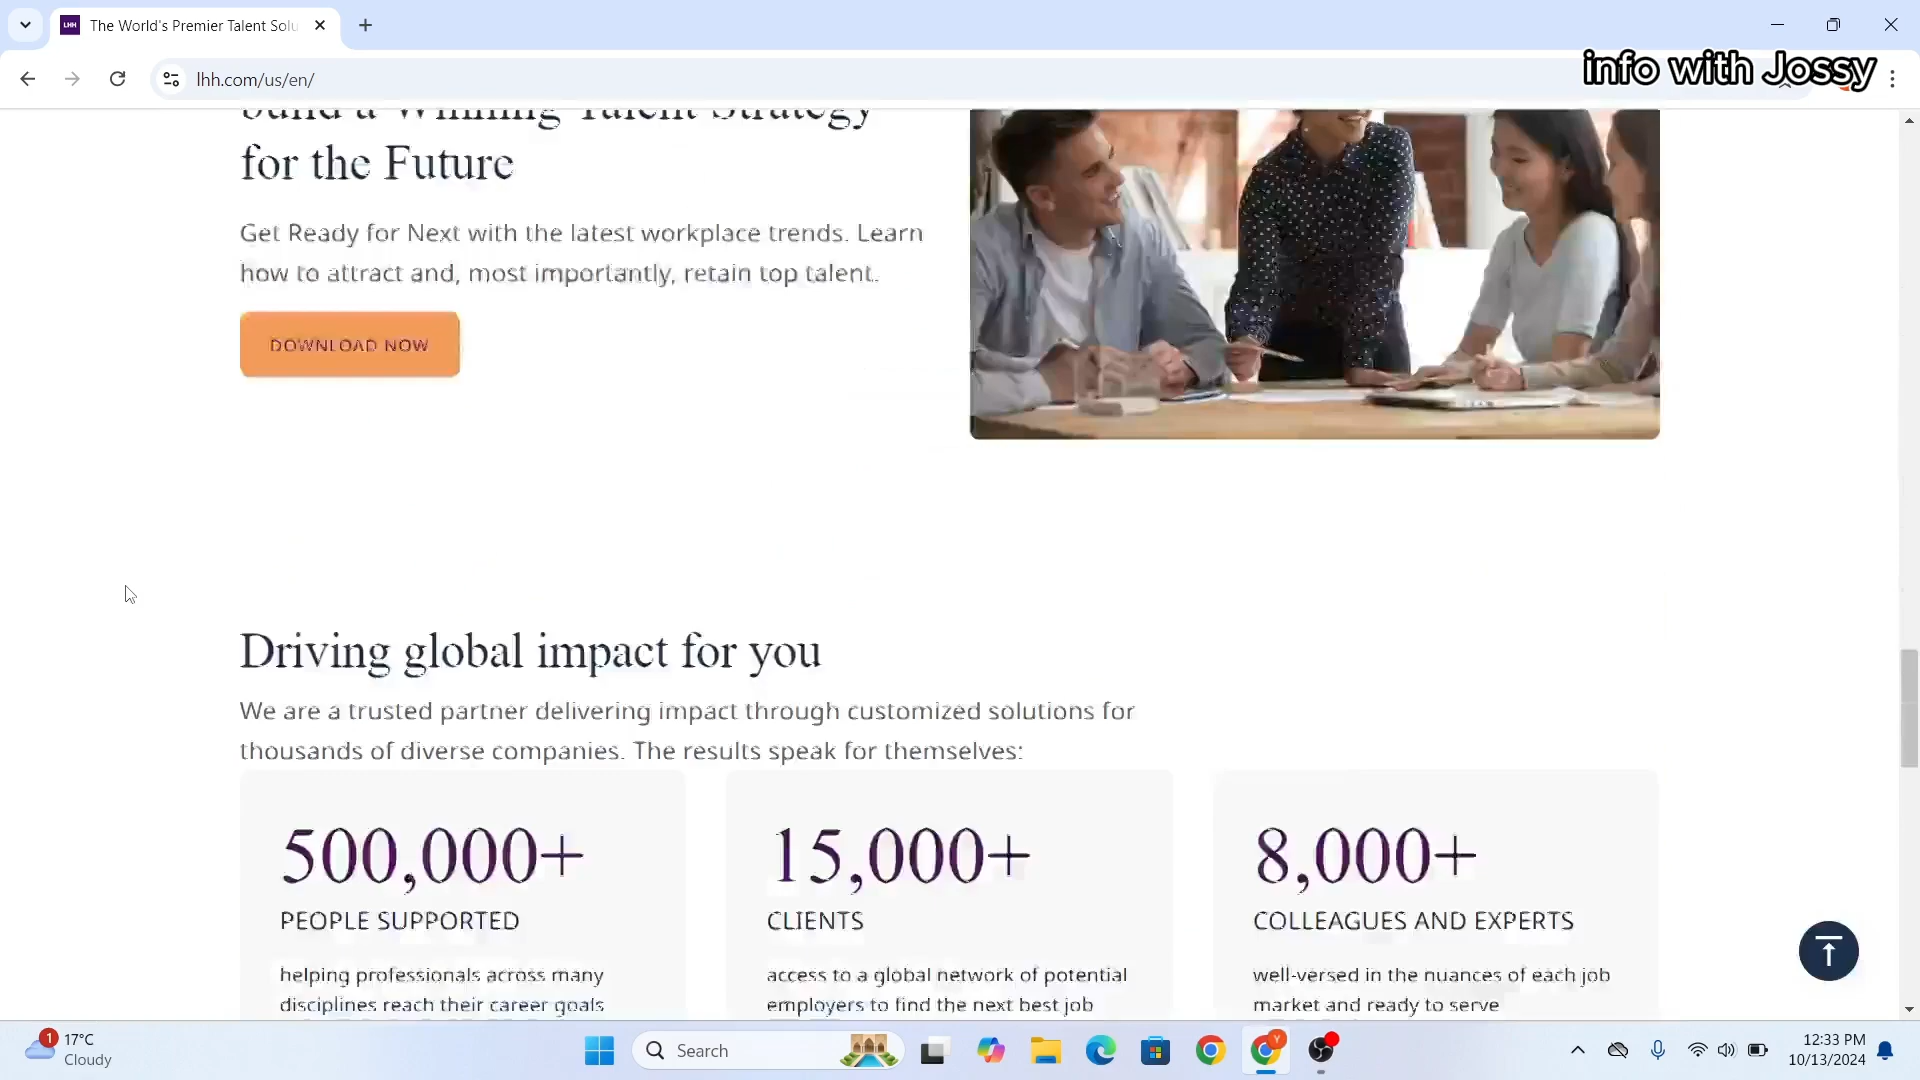 LHH
The World's Premier Talent Solu
lhh.com/us/en/
info with Jossy
build a Winning Talent Strategy
for the Future
Get Ready for Next with the latest workplace trends. Learn
how to attract and, most importantly, retain top talent.
DOWNLOAD NOW
Driving global impact for you
We are a trusted partner delivering impact through customized solutions for
thousands of diverse companies. The results speak for themselves:
500,000+
PEOPLE SUPPORTED
helping professionals across many
disciplines reach their career goals
15,000+
CLIENTS
access to a global network of potential
employers to find the next best job
8,000+
COLLEAGUES AND EXPERTS
well-versed in the nuances of each job
market and ready to serve
1
17°C
Cloudy
Search
Y
12:33 PM
10/13/2024